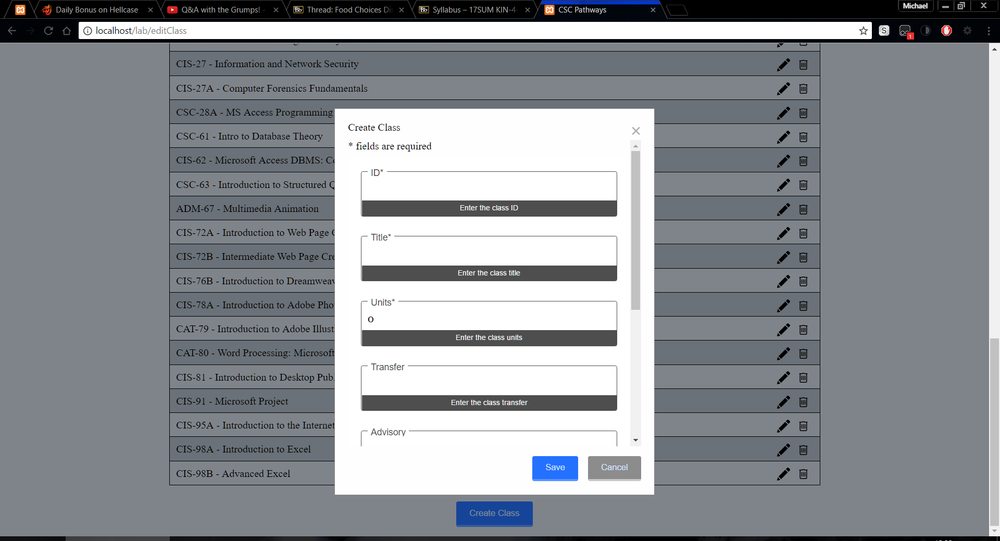 Daily Bonus on Hellcase
Q&A with the Grumps! -
Bb Thread: Food Choices Di
Bb Syllabus – 17SUM KIN-4-
CSC Pathways
Michael
localhost/lab/editClass
S
1
CIS-27 - Information and Network Security
CIS-27A - Computer Forensics Fundamentals
CSC-28A - MS Access Programming
CSC-61 - Intro to Database Theory
CIS-62 - Microsoft Access DBMS: Co
CSC-63 - Introduction to Structured Q
ADM-67 - Multimedia Animation
CIS-72A - Introduction to Web Page C
CIS-72B - Intermediate Web Page Cre
CIS-76B - Introduction to Dreamweav
CIS-78A - Introduction to Adobe Pho
CAT-79 - Introduction to Adobe Illust
CAT-80 - Word Processing: Microsoft
CIS-81 - Introduction to Desktop Pub
CIS-91 - Microsoft Project
CIS-95A - Introduction to the Internet
CIS-98A - Introduction to Excel
CIS-98B - Advanced Excel
Create Class
* fields are required
ID*
Enter the class ID
Title*
Enter the class title
Units*
0
Enter the class units
Transfer
Enter the class transfer
Advisory
Save
Cancel
Create Class